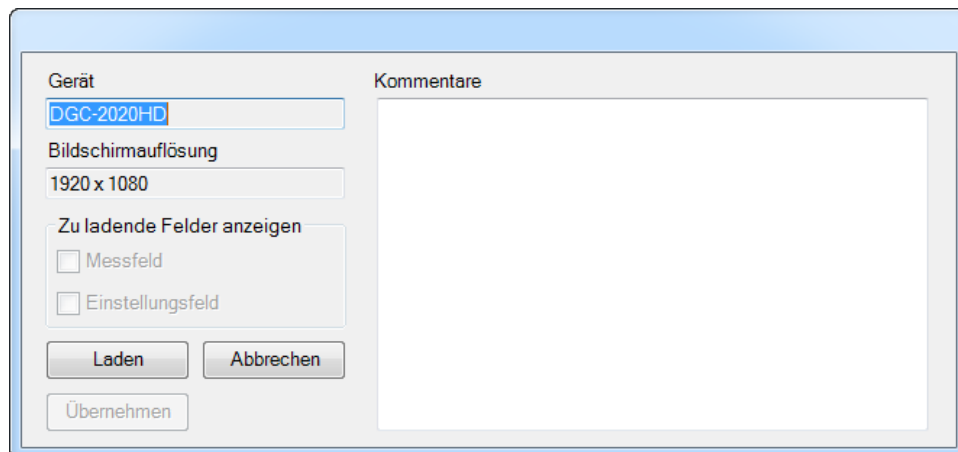 Gerät
DGC-2020HD
Bildschirmauflösung
1920 x 1080
Zu ladende Felder anzeigen
Messfeld
Einstellungsfeld
Laden
Abbrechen
Übernehmen
Kommentare